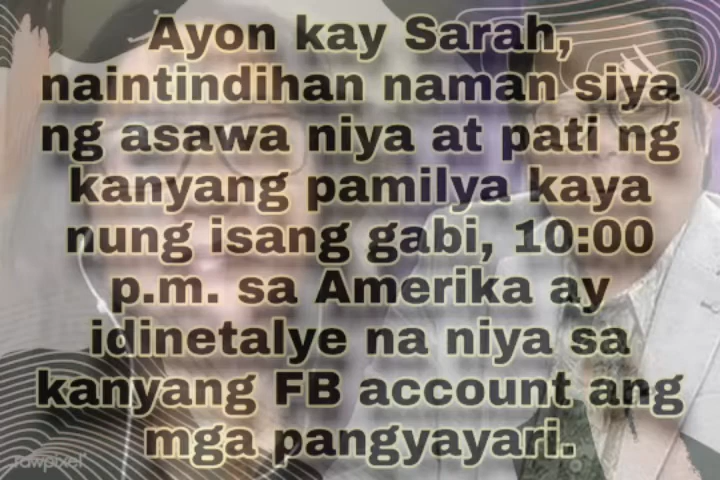 Ayon kay Sarah,
naintindihan naman siya
ng asawa niya at pati ng
kanyang pamilya kaya
nung isang gabi, 10:00
p.m. sa Amerika ay
idinetalye na niya sa
kanyang FB account ang
mga pangyayari.
rawpixel